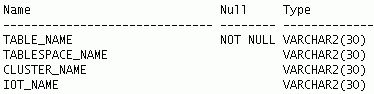 Name                           Null     Type
------------------------------ -------- ------------
TABLE_NAME                     NOT NULL VARCHAR2(30)
TABLESPACE_NAME                         VARCHAR2(30)
CLUSTER_NAME                            VARCHAR2(30)
IOT_NAME                                VARCHAR2(30)